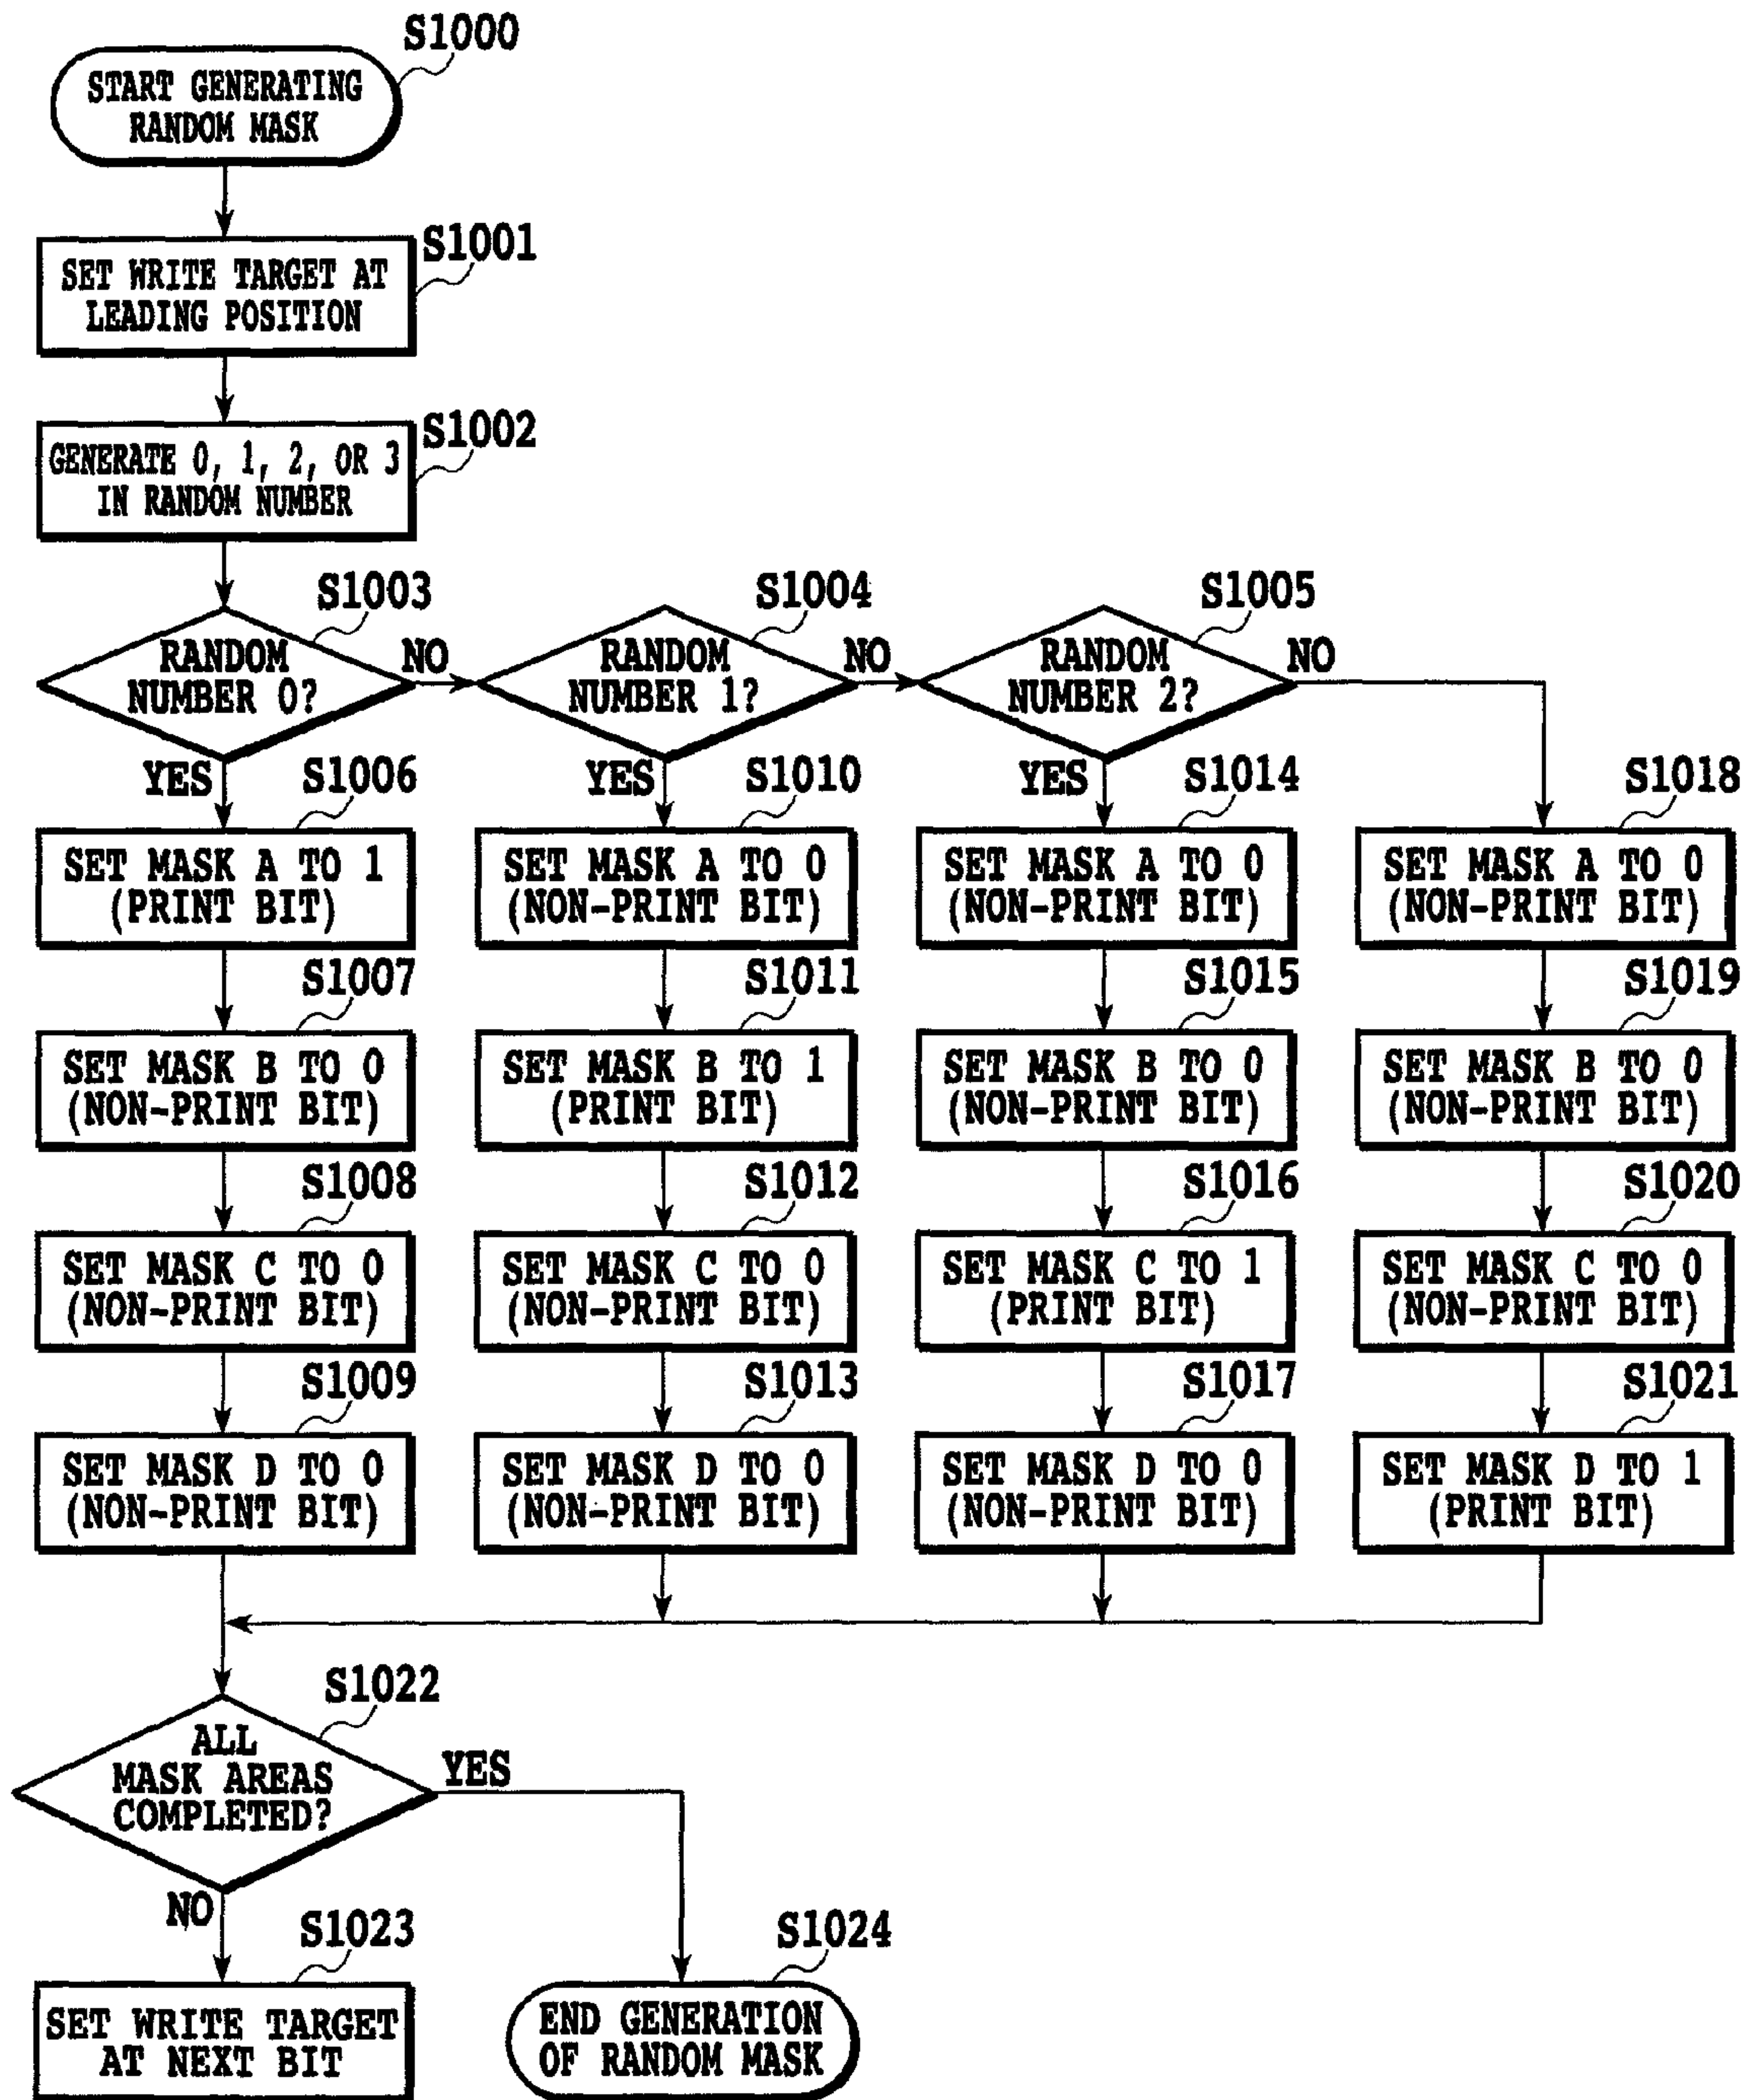 S1000
START GENERATING
RANDOM MASK
S1001
SET WRITE TARGET AT
LEADING POSITION
S1002
GENERATE 0, 1, 2, OR 3
IN RANDOM NUMBER
S1003
RANDOM
NUMBER 0?
NO
YES
S1004
RANDOM
NUMBER 1?
NO
YES
S1005
RANDOM
NUMBER 2?
NO
YES
S1006
SET MASK A TO 1
(PRINT BIT)
S1007
SET MASK B TO 0
(NON-PRINT BIT)
S1008
SET MASK C TO 0
(NON-PRINT BIT)
S1009
SET MASK D TO 0
(NON-PRINT BIT)
S1010
SET MASK A TO 0
(NON-PRINT BIT)
S1011
SET MASK B TO 1
(PRINT BIT)
S1012
SET MASK C TO 0
(NON-PRINT BIT)
S1013
SET MASK D TO 0
(NON-PRINT BIT)
S1014
SET MASK A TO 0
(NON-PRINT BIT)
S1015
SET MASK B TO 0
(NON-PRINT BIT)
S1016
SET MASK C TO 1
(PRINT BIT)
S1017
SET MASK D TO 0
(NON-PRINT BIT)
S1018
SET MASK A TO 0
(NON-PRINT BIT)
S1019
SET MASK B TO 0
(NON-PRINT BIT)
S1020
SET MASK C TO 0
(NON-PRINT BIT)
S1021
SET MASK D TO 1
(PRINT BIT)
S1022
ALL
MASK AREAS
COMPLETED?
YES
NO
S1023
SET WRITE TARGET
AT NEXT BIT
S1024
END GENERATION
OF RANDOM MASK